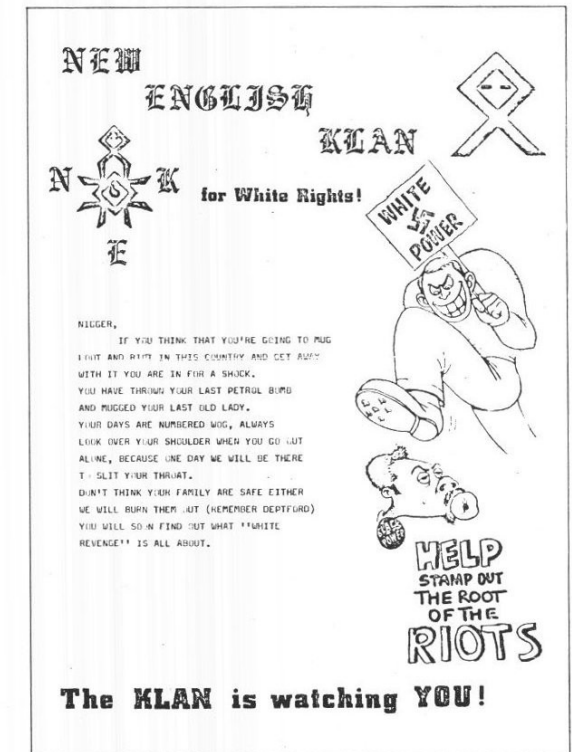 NEW
ENGLISH
KLAN
N K
E
for White Rights!
WHITE
POWER
NIGGER,
IF YOU THINK THAT YOU'RE GOING TO MUG
LOOT AND RIOT IN THIS COUNTRY AND GET AWAY
WITH IT YOU ARE IN FOR A SHOCK.
YOU HAVE THROWN YOUR LAST PETROL BOMB
AND MUGGED YOUR LAST OLD LADY.
YOUR DAYS ARE NUMBERED WOG, ALWAYS
LOOK OVER YOUR SHOULDER WHEN YOU GO OUT
ALONE, BECAUSE ONE DAY WE WILL BE THERE
TO SLIT YOUR THROAT.
DON'T THINK YOUR FAMILY ARE SAFE EITHER
WE WILL BURN THEM OUT (REMEMBER DEPTFORD)
YOU WILL SOON FIND OUT WHAT ''WHITE
REVENGE'' IS ALL ABOUT.
BLACK
POWER
HELP
STAMP OUT
THE ROOT
OF THE
RIOTS
The KLAN is watching YOU!